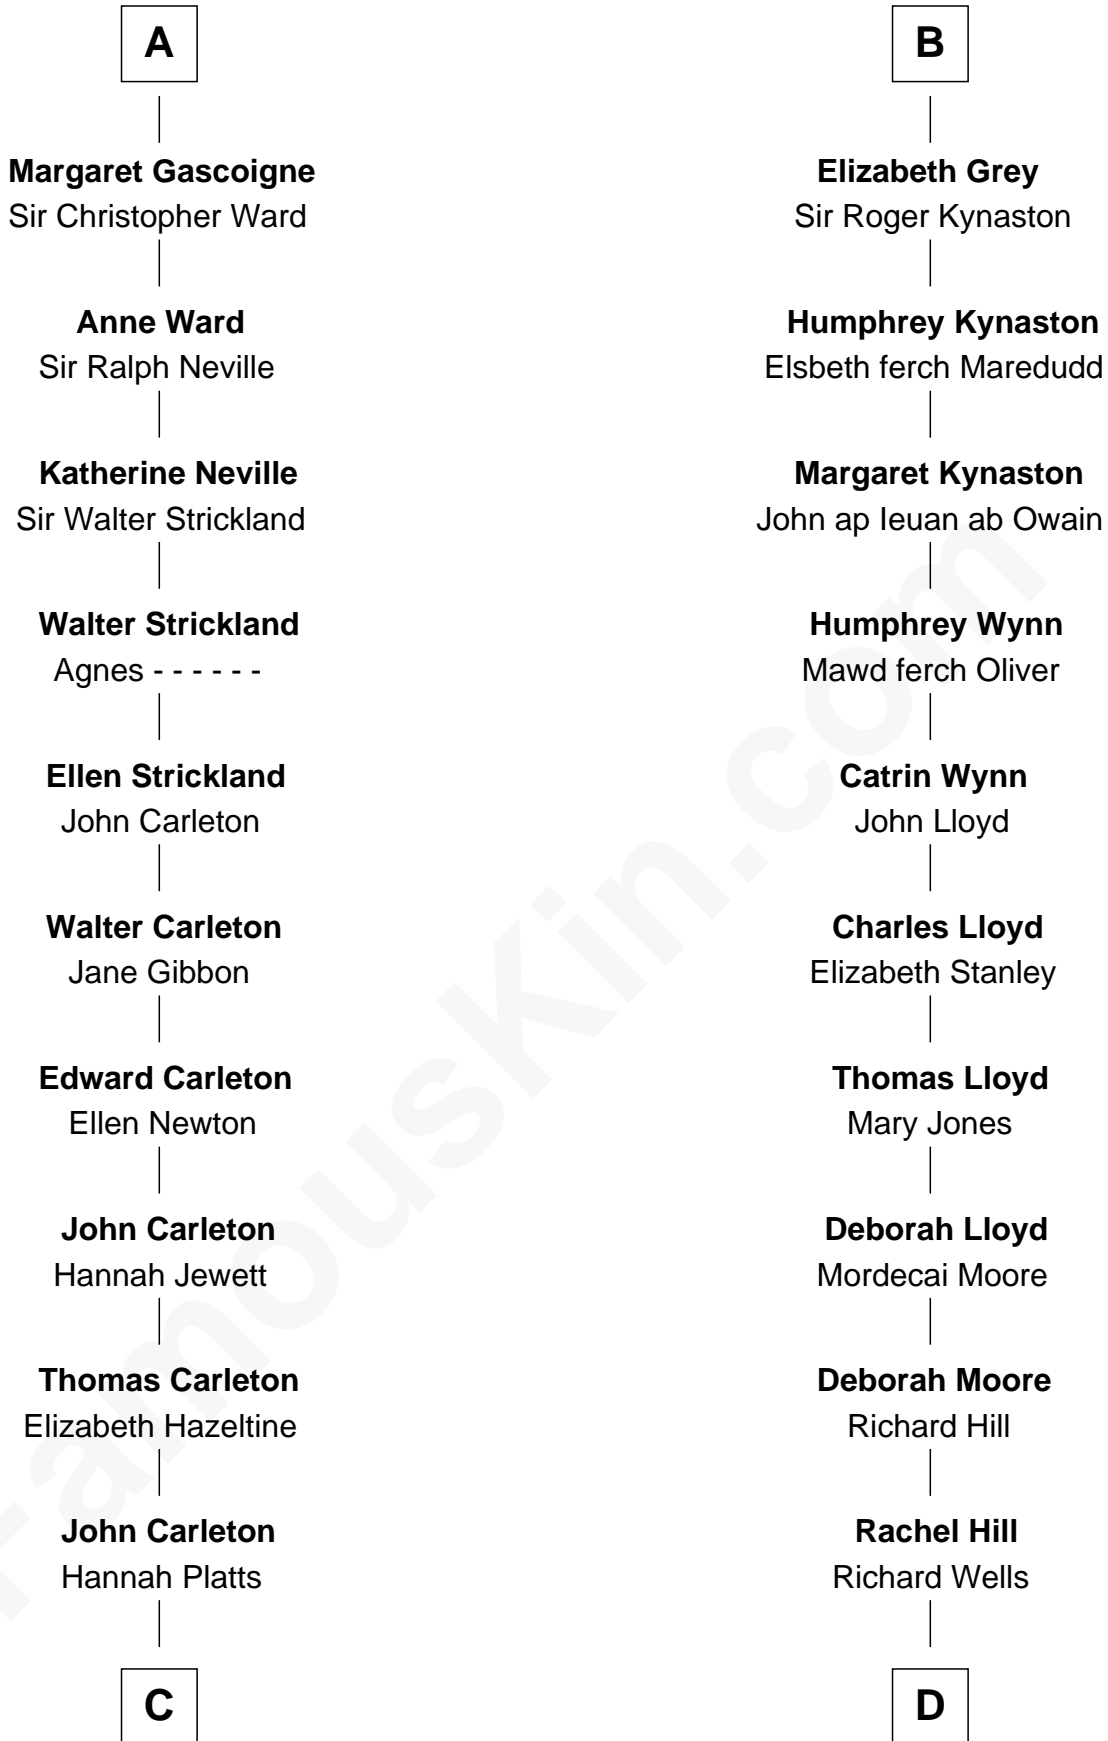 A
Margaret Gascoigne
Sir Christopher Ward
Anne Ward
Sir Ralph Neville
Katherine Neville
Sir Walter Strickland
Walter Strickland
Agnes - - - - - -
Ellen Strickland
John Carleton
Walter Carleton
Jane Gibbon
Edward Carleton
Ellen Newton
John Carleton
Hannah Jewett
Thomas Carleton
Elizabeth Hazeltine
John Carleton
Hannah Platts
C
B
Elizabeth Grey
Sir Roger Kynaston
Humphrey Kynaston
Elsbeth ferch Maredudd
Margaret Kynaston
John ap Ieuan ab Owain
Humphrey Wynn
Mawd ferch Oliver
Catrin Wynn
John Lloyd
Charles Lloyd
Elizabeth Stanley
Thomas Lloyd
Mary Jones
Deborah Lloyd
Mordecai Moore
Deborah Moore
Richard Hill
Rachel Hill
Richard Wells
D
FamousKin.com